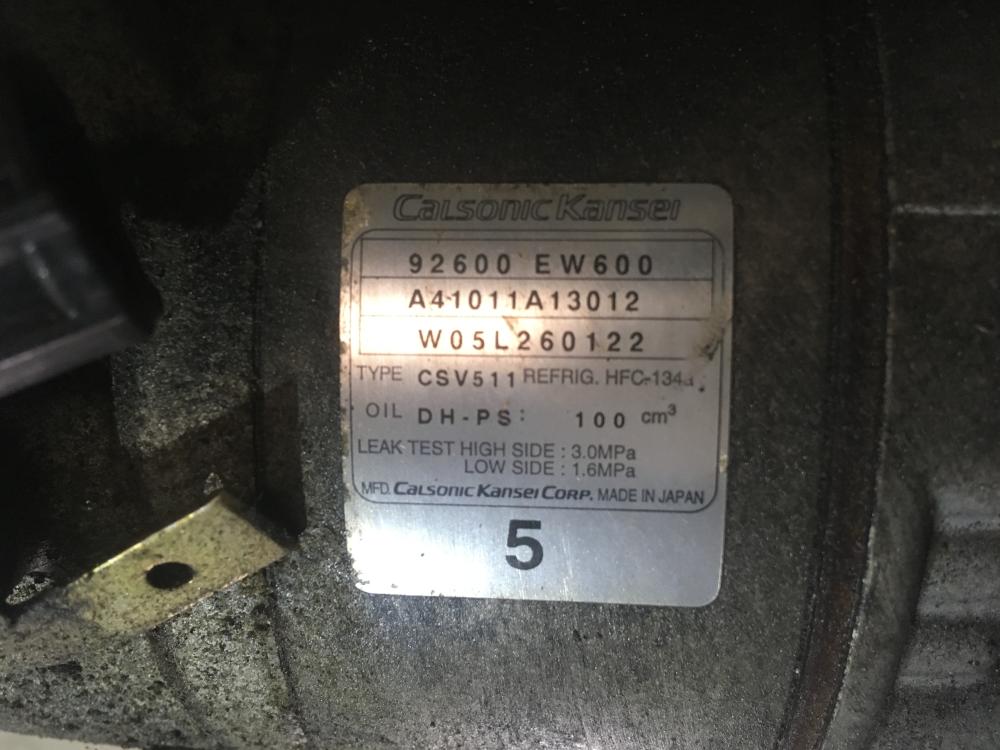 Calsonic Kansei
92600 EW600
A41011A13012
W05L260122
TYPE CSV511 REFRIG. HFC-134a
OIL DH-PS: 100 cm³
LEAK TEST HIGH SIDE : 3.0MPa
LOW SIDE : 1.6MPa
MFD. Calsonic Kansei Corp. MADE IN JAPAN
5